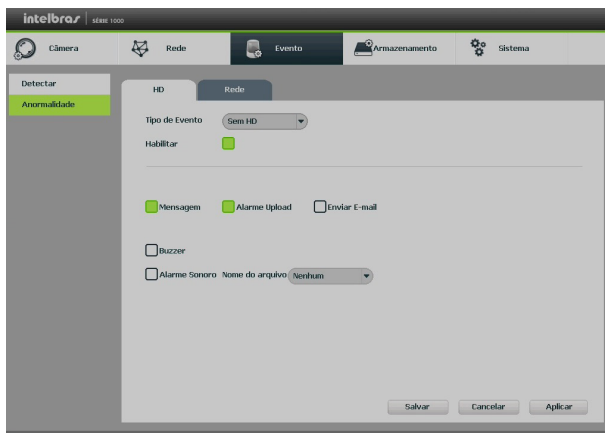 intelbras SÉRIE 1000
Câmera Rede Evento Armazenamento Sistema
Detectar
Anormalidade
HD Rede
Tipo de Evento Sem HD
Habilitar
Mensagem Alarme Upload Enviar E-mail
Buzzer
Alarme Sonoro Nome do arquivo Nenhum
Salvar Cancelar Aplicar